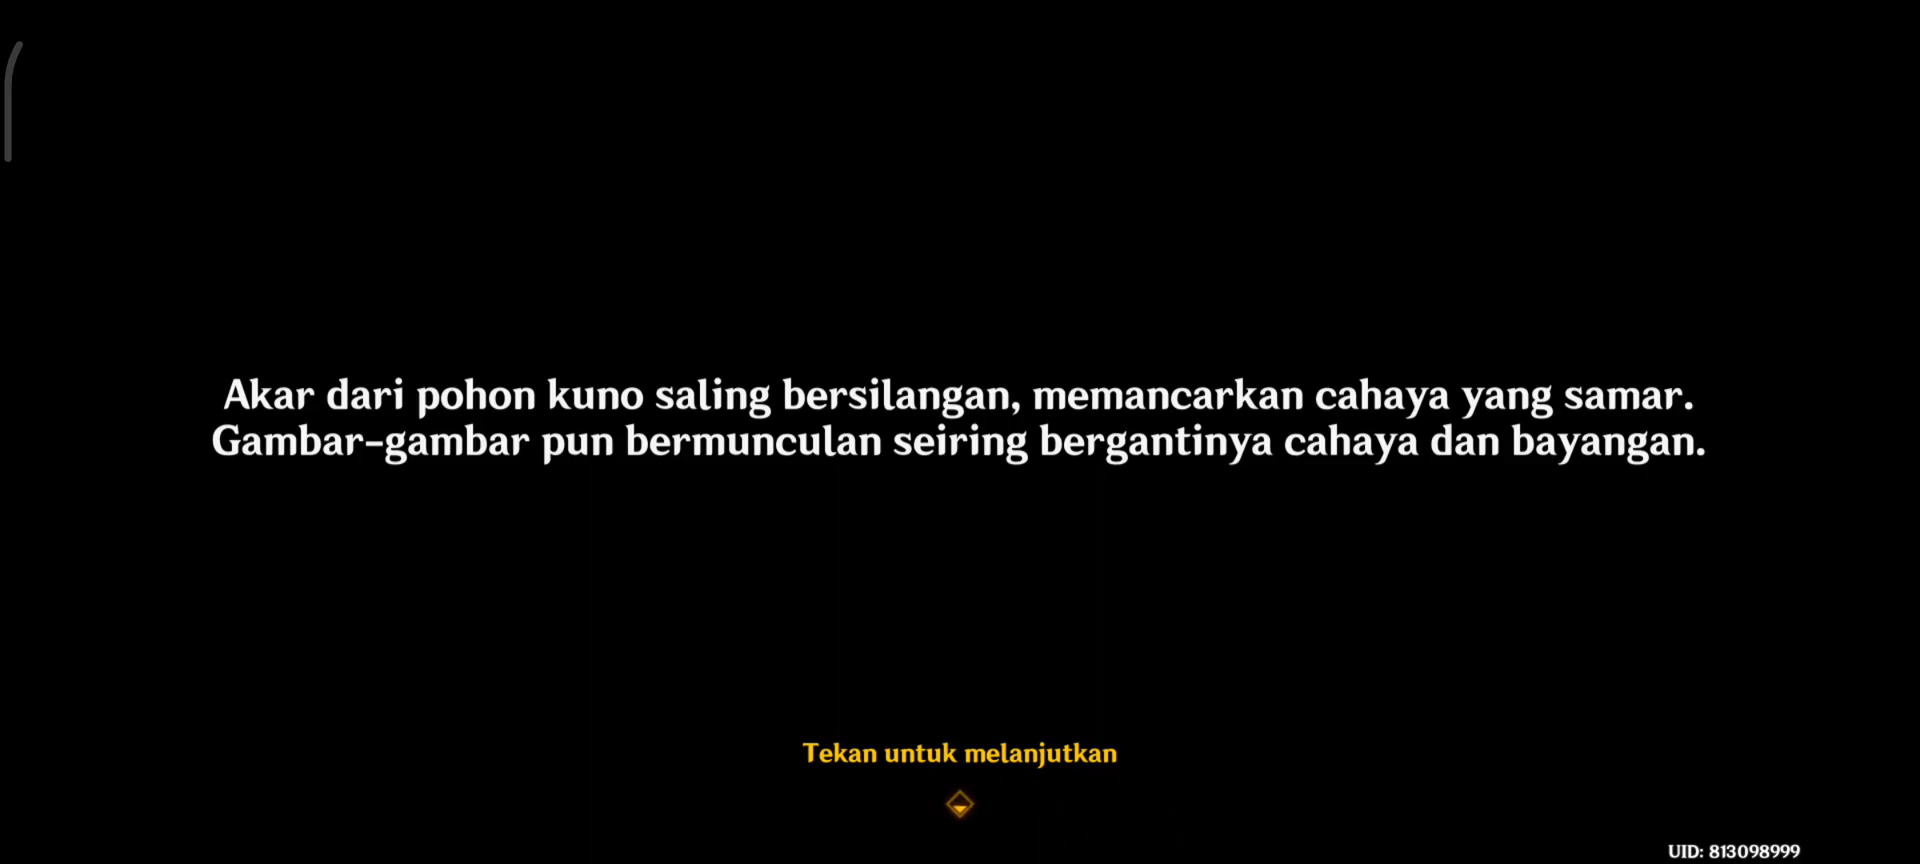 Akar dari pohon kuno saling bersilangan, memancarkan cahaya yang samar.
Gambar-gambar pun bermunculan seiring bergantinya cahaya dan bayangan.
Tekan untuk melanjutkan
UID: 813098999